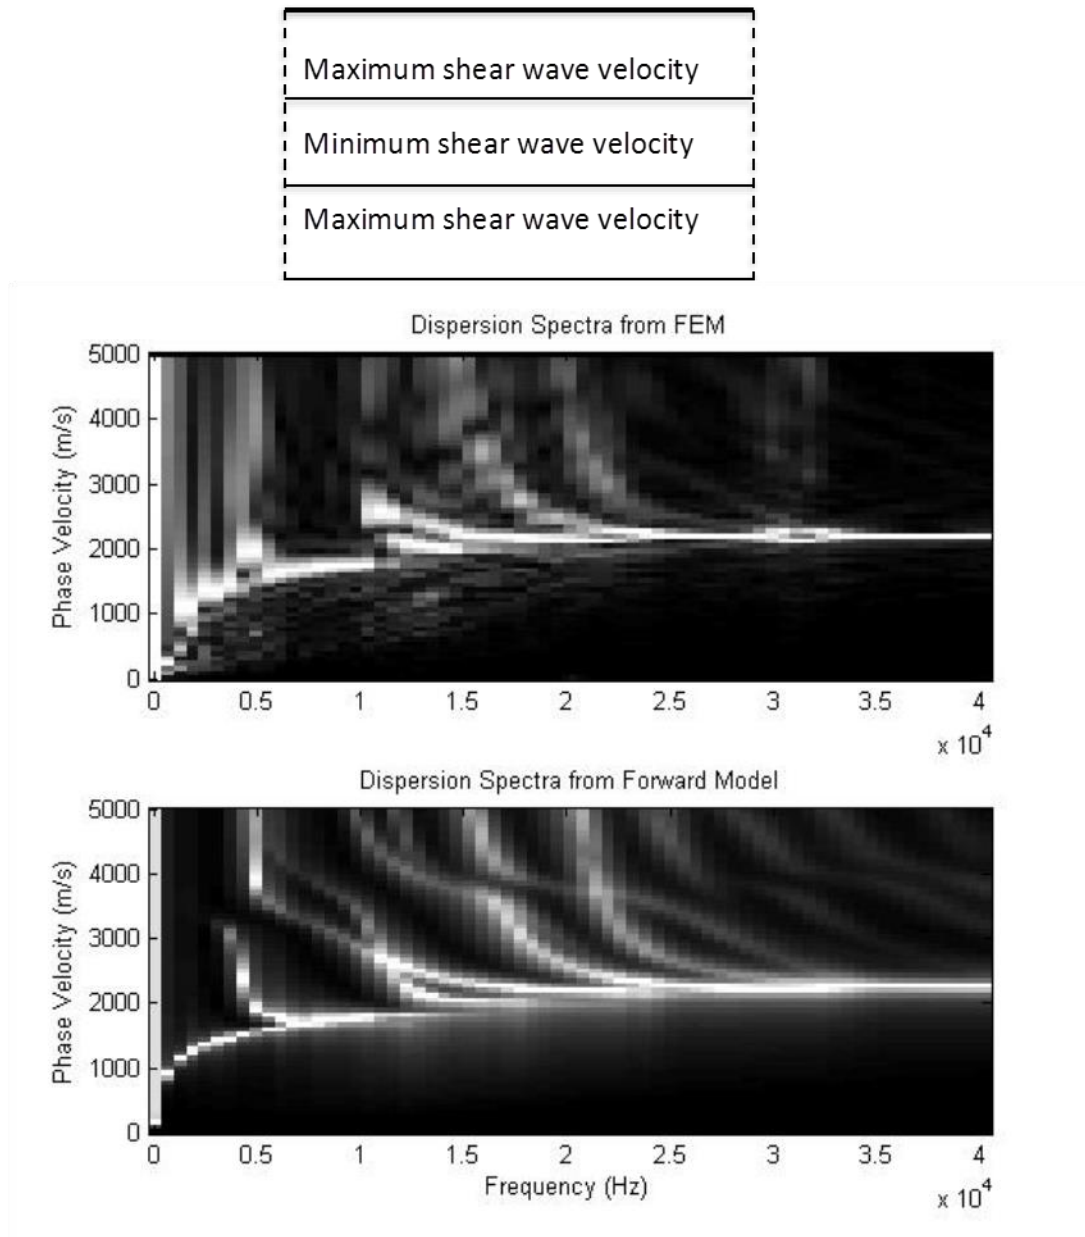 Maximum shear wave velocity
Minimum shear wave velocity
Maximum shear wave velocity
Dispersion Spectra from FEM
Phase Velocity (m/s)
5000
4000
3000
2000
1000
0
0 0.5 1 1.5 2 2.5 3 3.5 4
x 10^4
Dispersion Spectra from Forward Model
Phase Velocity (m/s)
5000
4000
3000
2000
1000
0
0 0.5 1 1.5 2 2.5 3 3.5 4
Frequency (Hz)
x 10^4